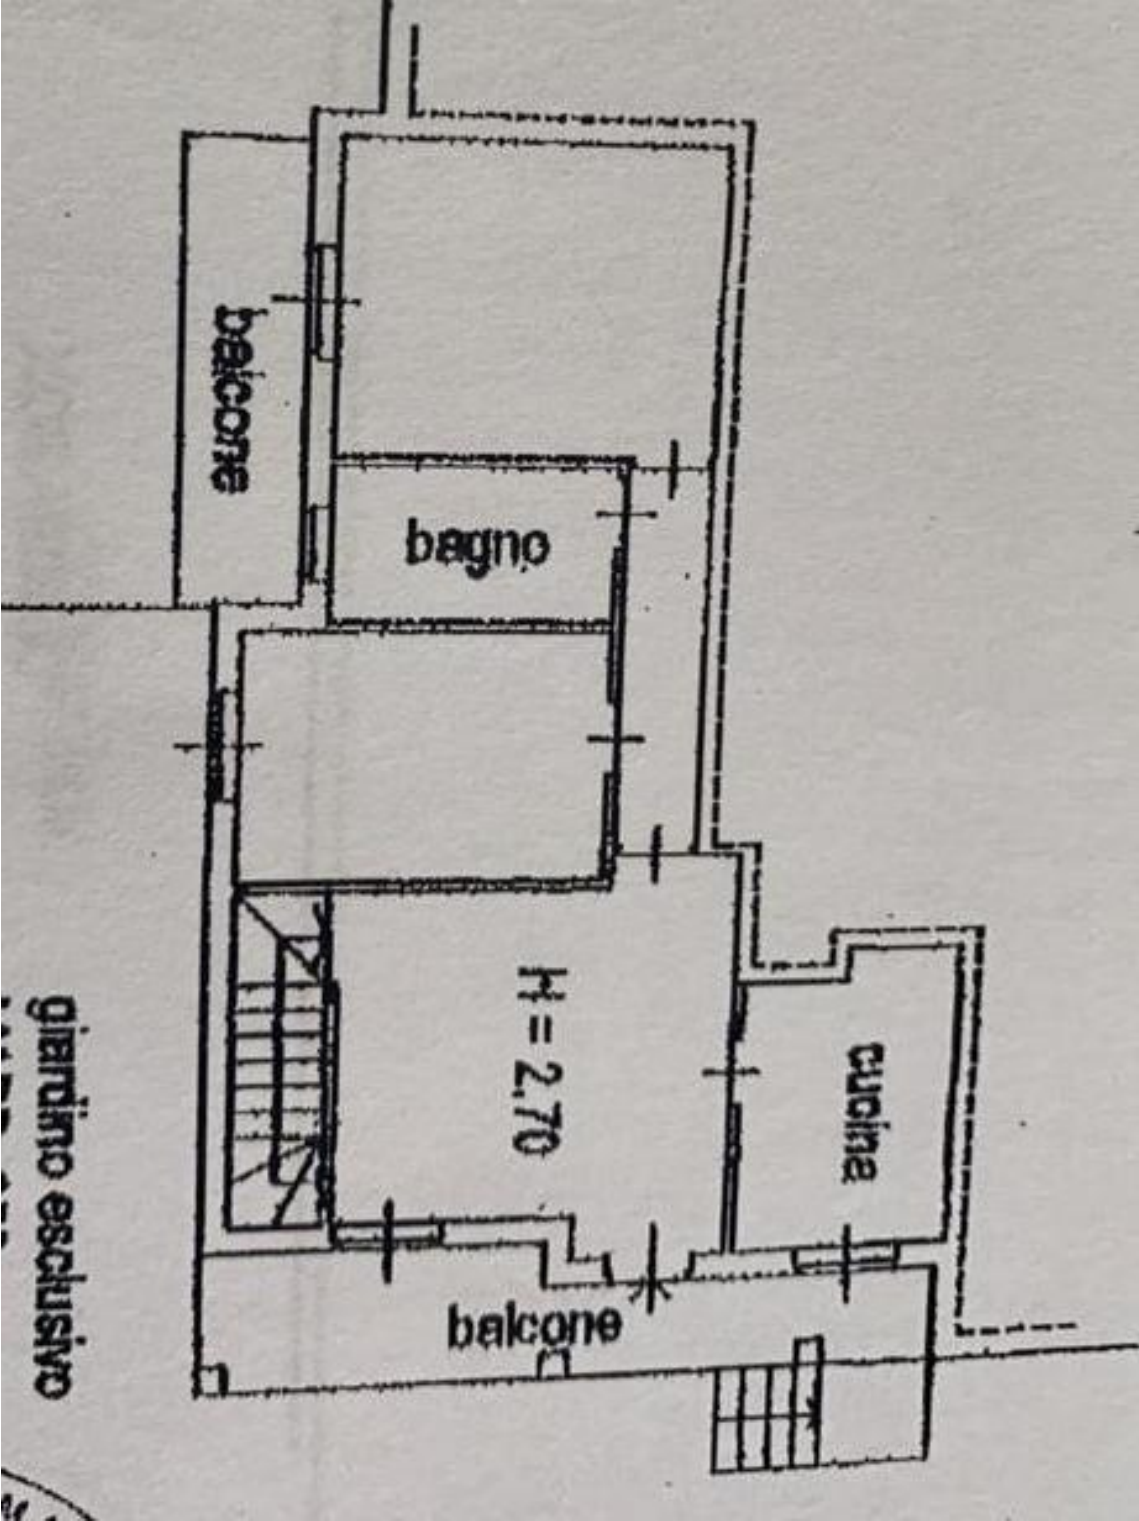 balcone
bagno
H = 2,70
cucina
balcone
giardino esclusivo